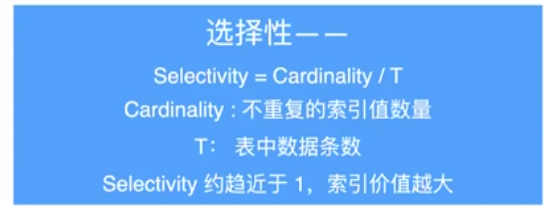 选择性——
Selectivity = Cardinality / T
Cardinality : 不重复的索引值数量
T： 表中数据条数
Selectivity 约趋近于 1，索引价值越大